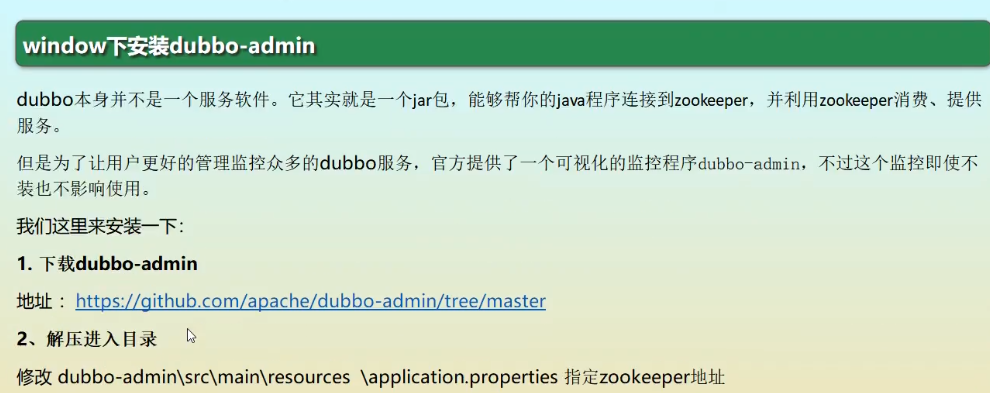 window下安装dubbo-admin
dubbo本身并不是一个服务软件。它其实就是一个jar包，能够帮你的java程序连接到zookeeper，并利用zookeeper消费、提供
服务。
但是为了让用户更好的管理监控众多的dubbo服务，官方提供了一个可视化的监控程序dubbo-admin，不过这个监控即使不
装也不影响使用。
我们这里来安装一下：
1. 下载dubbo-admin
地址 ：https://github.com/apache/dubbo-admin/tree/master
2、解压进入目录
修改 dubbo-admin\src\main\resources \application.properties 指定zookeeper地址